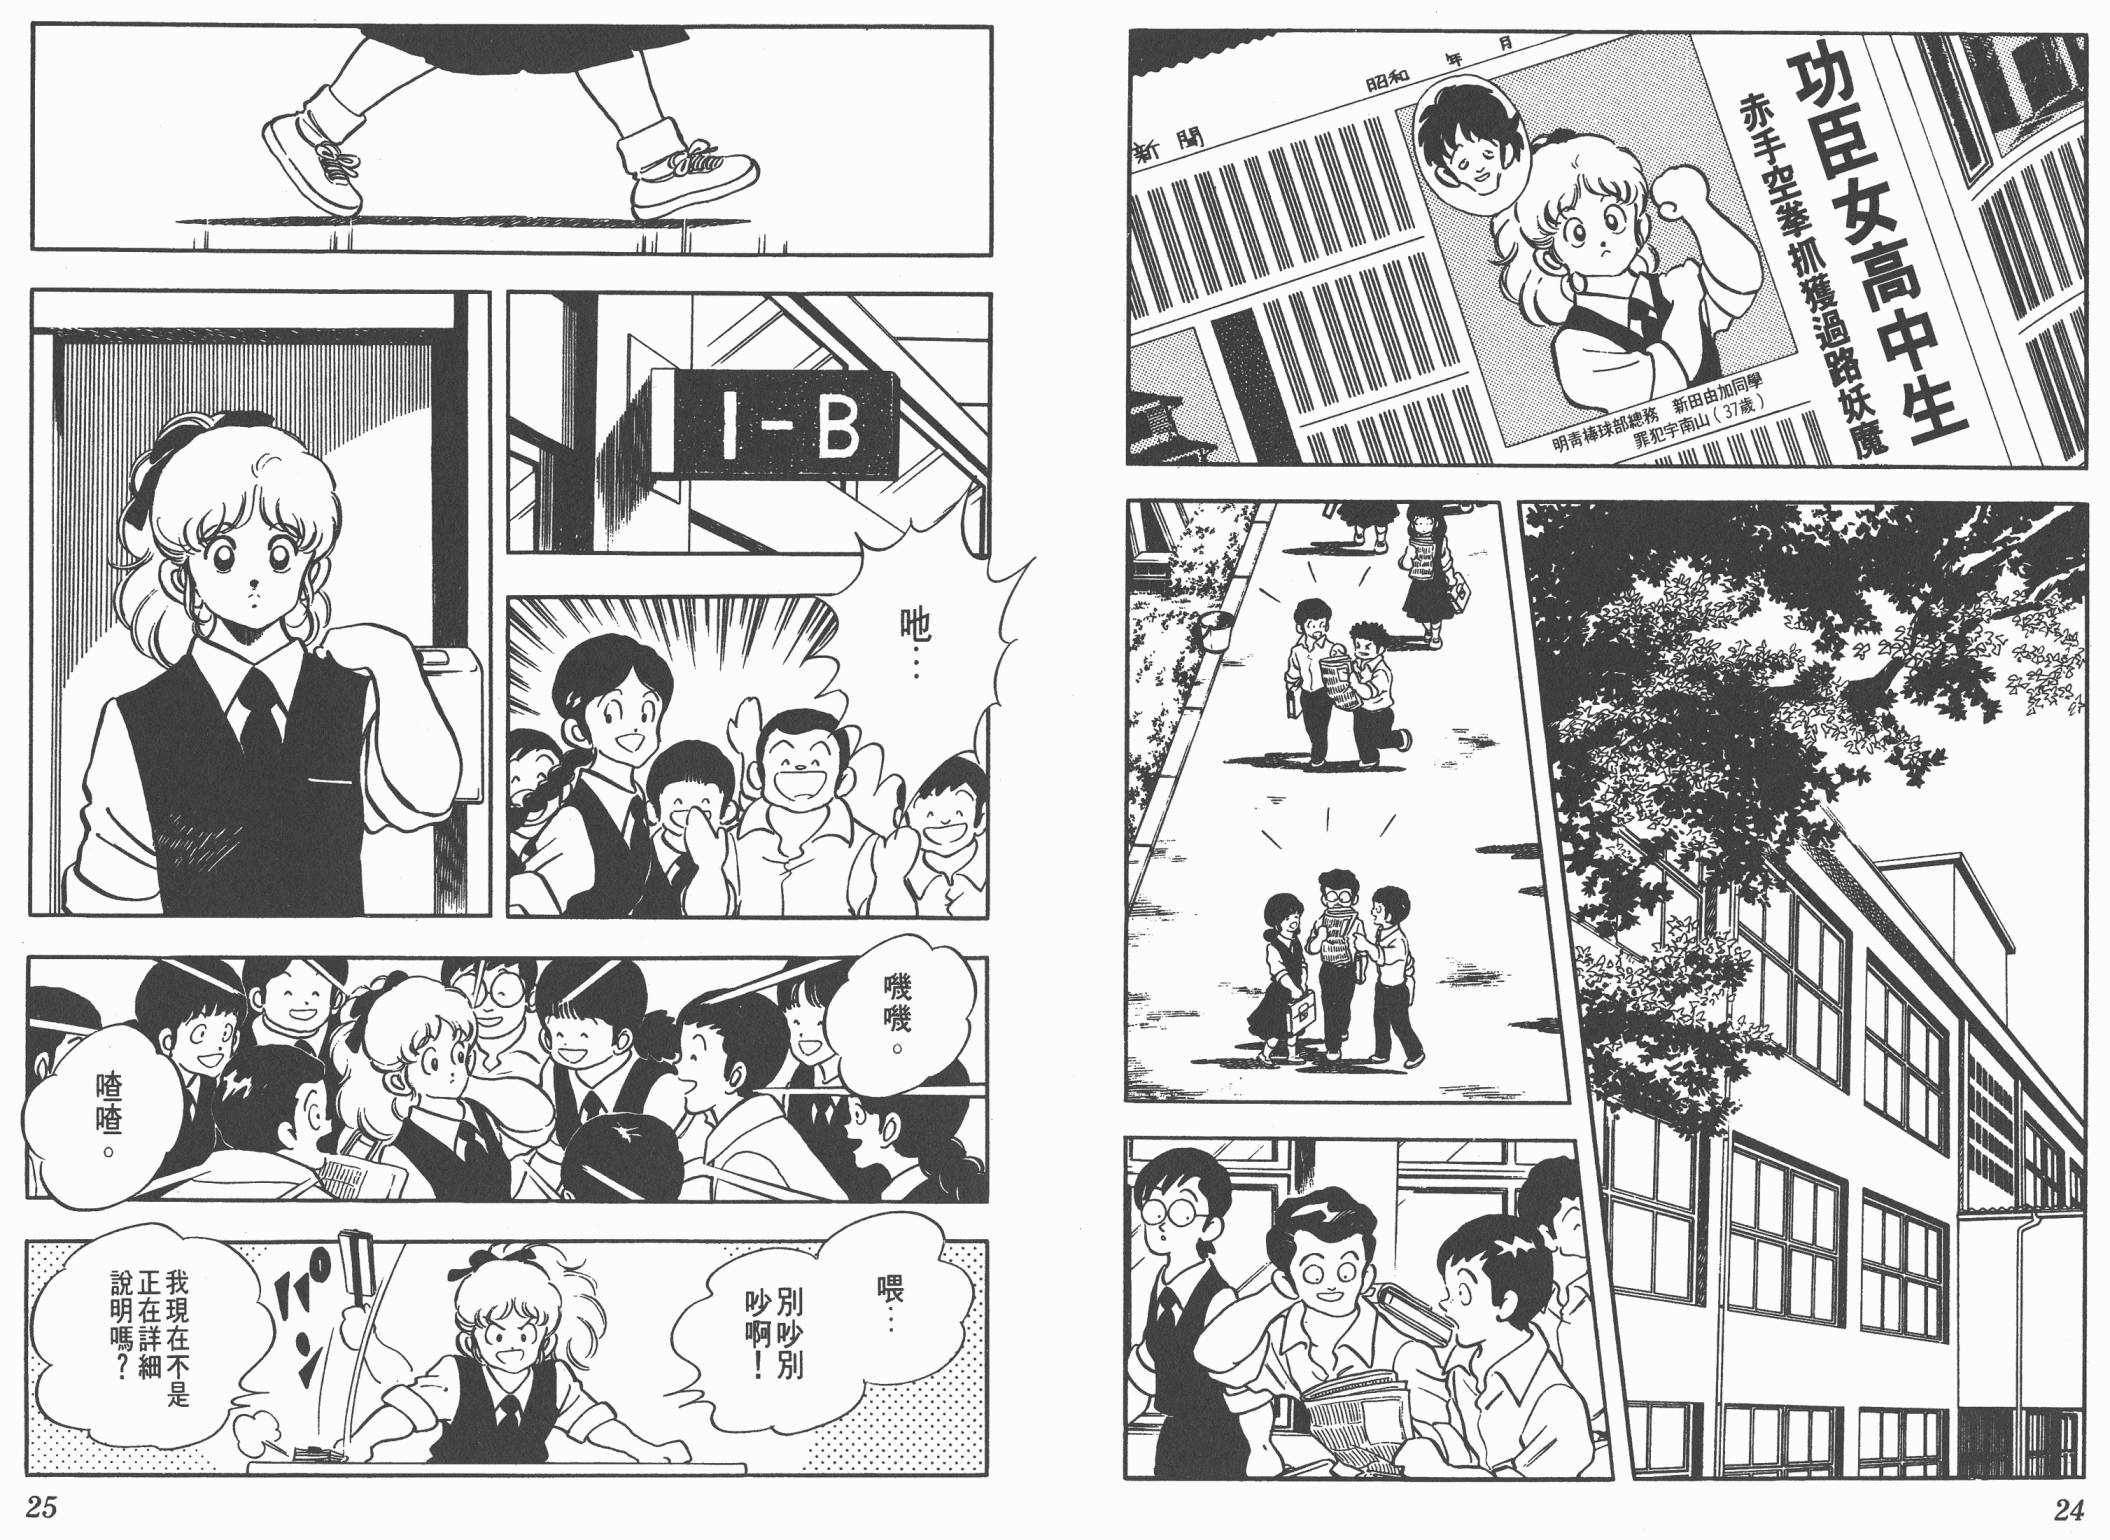 功臣女高中生
赤手空拳抓獲過路妖魔
昭和　年　月
新聞
明青棒球部總務　新田由加同學
罪犯宇南山（37歲）
24
1-B
吔…
嘰嘰。
喳喳。
喂…
別吵別
吵啊！
我現在不是
正在詳細
說明嗎？
バン
25